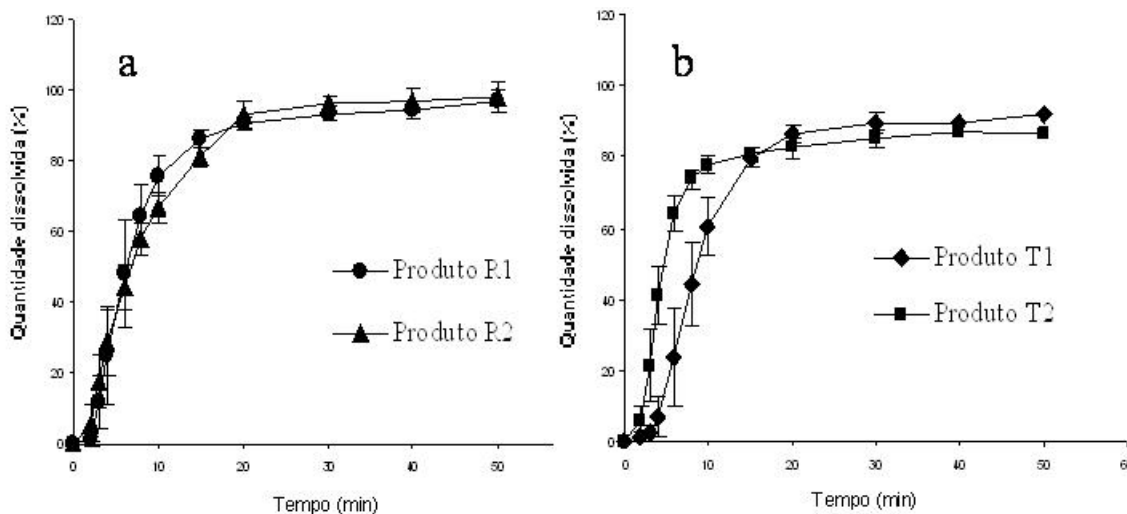 a
Quantidade dissolvida (%)
120
100
80
60
40
20
0
Produto R1
Produto R2
0 10 20 30 40 50
Tempo (min)
b
Quantidade dissolvida (%)
120
100
80
60
40
20
0
Produto T1
Produto T2
0 10 20 30 40 50 6
Tempo (min)